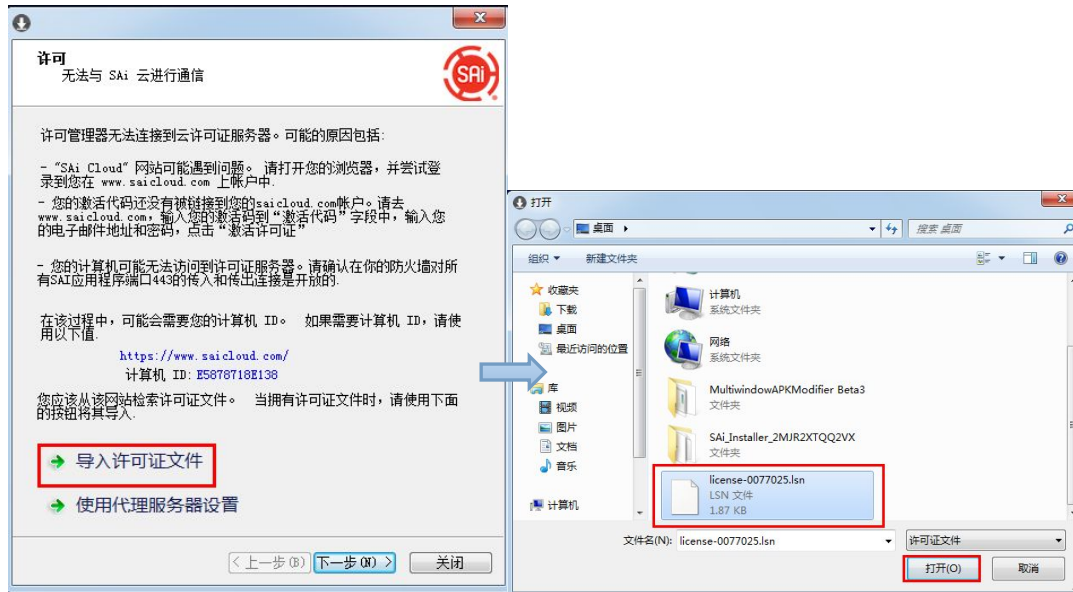 SAi
许可
无法与 SAi 云进行通信
SAi
许可管理器无法连接到云许可证服务器。可能的原因包括:
- “SAi Cloud” 网站可能遇到问题。 请打开您的浏览器，并尝试登
录到您在 www.saicloud.com 上帐户中.
- 您的激活代码还没有被链接到您的saicloud.com帐户。请去
www.saicloud.com，输入您的激活码到“激活代码”字段中，输入您
的电子邮件地址和密码，点击“激活许可证”
- 您的计算机可能无法访问到许可证服务器。请确认在你的防火墙对所
有SAI应用程序端口443的传入和传出连接是开放的.
在该过程中，可能会需要您的计算机 ID。 如果需要计算机 ID，请使
用以下值.
https://www.saicloud.com/
计算机 ID: E5878718E138
您应该从该网站检索许可证文件。 当拥有许可证文件时，请使用下面
的按钮将其导入.
导入许可证文件
使用代理服务器设置
< 上一步(B) 下一步(N) > 关闭
打开
桌面 搜索 桌面
组织 新建文件夹
收藏夹
下载
桌面
最近访问的位置
库
视频
图片
文档
音乐
计算机
计算机
系统文件夹
网络
系统文件夹
MultiwindowAPKModifier Beta3
文件夹
SAi_Installer_2MJR2XTQQ2VX
文件夹
license-0077025.lsn
LSN 文件
1.87 KB
文件名(N): license-0077025.lsn 许可证文件
打开(O) 取消